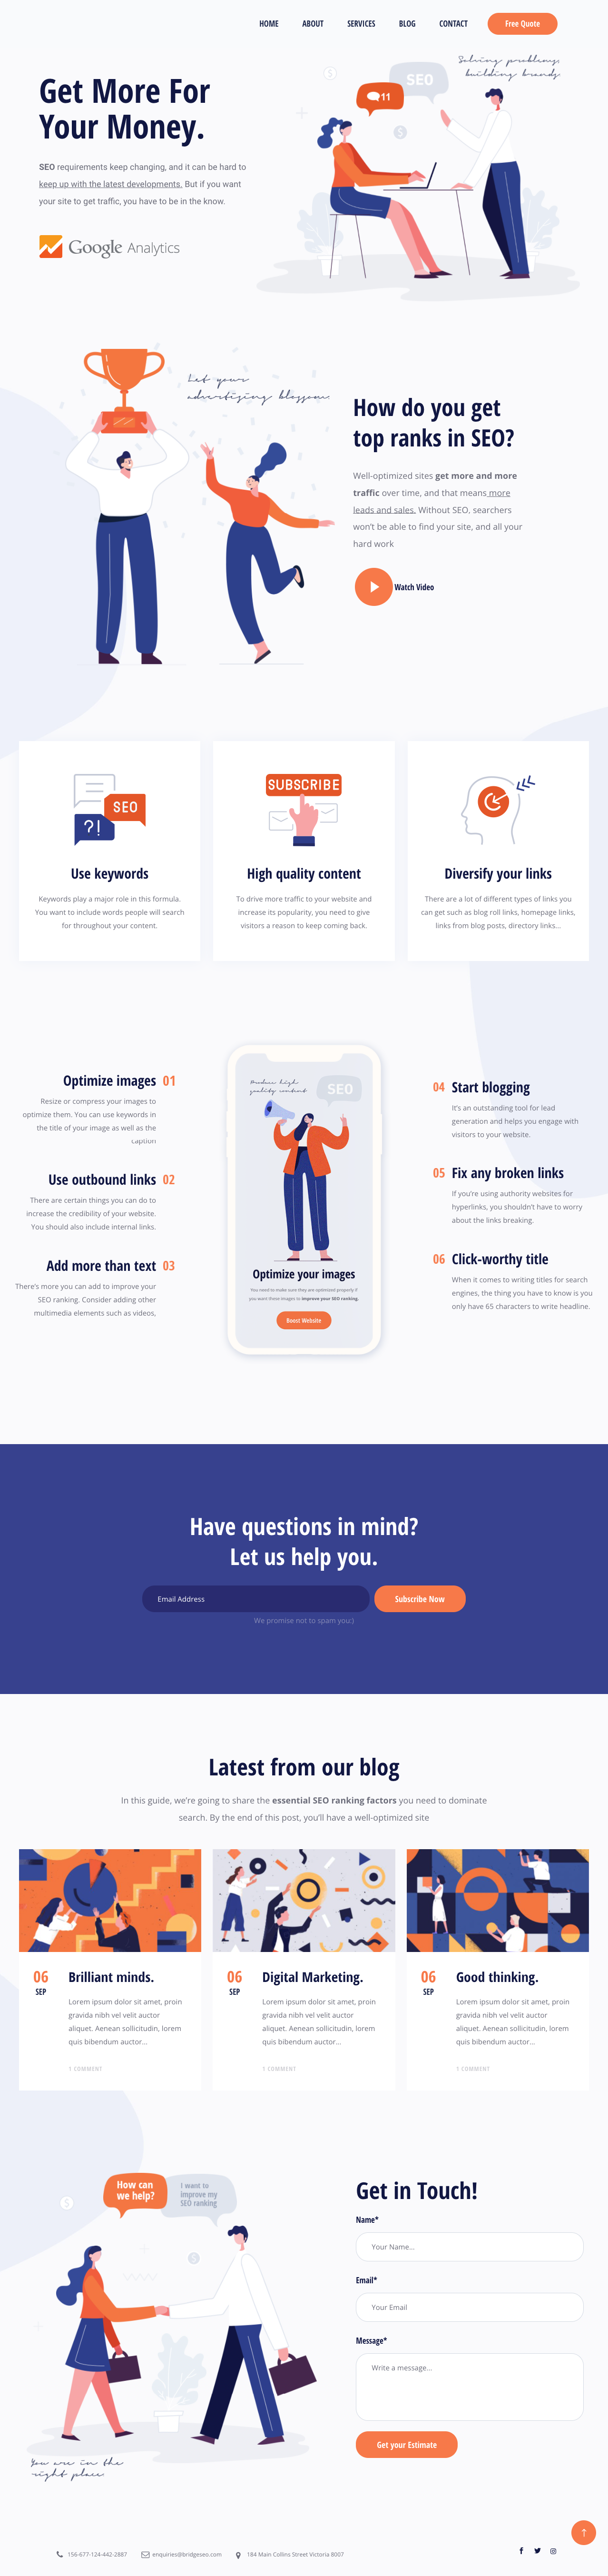 HOME ABOUT SERVICES BLOG CONTACT Free Quote
Get More For
Your Money.
SEO requirements keep changing, and it can be hard to
keep up with the latest developments. But if you want
your site to get traffic, you have to be in the know.
Google Analytics
Solving problems,
building brands.
SEO
11
Let your
advertising blossom.
How do you get
top ranks in SEO?
Well-optimized sites get more and more
traffic over time, and that means more
leads and sales. Without SEO, searchers
won't be able to find your site, and all your
hard work
Watch Video
SEO
?!
Use keywords
Keywords play a major role in this formula.
You want to include words people will search
for throughout your content.
SUBSCRIBE
High quality content
To drive more traffic to your website and
increase its popularity, you need to give
visitors a reason to keep coming back.
Diversify your links
There are a lot of different types of links you
can get such as blog roll links, homepage links,
links from blog posts, directory links...
Optimize images 01
Resize or compress your images to
optimize them. You can use keywords in
the title of your image as well as the
caption
Use outbound links 02
There are certain things you can do to
increase the credibility of your website.
You should also include internal links.
Add more than text 03
There's more you can add to improve your
SEO ranking. Consider adding other
multimedia elements such as videos,
Produce high
quality content
SEO
Optimize your images
You need to make sure they are optimized properly if
you want these images to improve your SEO ranking.
Boost Website
04 Start blogging
It's an outstanding tool for lead
generation and helps you engage with
visitors to your website.
05 Fix any broken links
If you're using authority websites for
hyperlinks, you shouldn't have to worry
about the links breaking.
06 Click-worthy title
When it comes to writing titles for search
engines, the thing you have to know is you
only have 65 characters to write headline.
Have questions in mind?
Let us help you.
Email Address
Subscribe Now
We promise not to spam you:)
Latest from our blog
In this guide, we're going to share the essential SEO ranking factors you need to dominate
search. By the end of this post, you'll have a well-optimized site
06
SEP
Brilliant minds.
Lorem ipsum dolor sit amet, proin
gravida nibh vel velit auctor
aliquet. Aenean sollicitudin, lorem
quis bibendum auctor...
1 COMMENT
06
SEP
Digital Marketing.
Lorem ipsum dolor sit amet, proin
gravida nibh vel velit auctor
aliquet. Aenean sollicitudin, lorem
quis bibendum auctor...
1 COMMENT
06
SEP
Good thinking.
Lorem ipsum dolor sit amet, proin
gravida nibh vel velit auctor
aliquet. Aenean sollicitudin, lorem
quis bibendum auctor...
1 COMMENT
How can
we help?
I want to
improve my
SEO ranking
You are in the
right place
Get in Touch!
Name*
Your Name...
Email*
Your Email
Message*
Write a message...
Get your Estimate
156-677-124-442-2887 enquiries@bridgeseo.com 184 Main Collins Street Victoria 8007